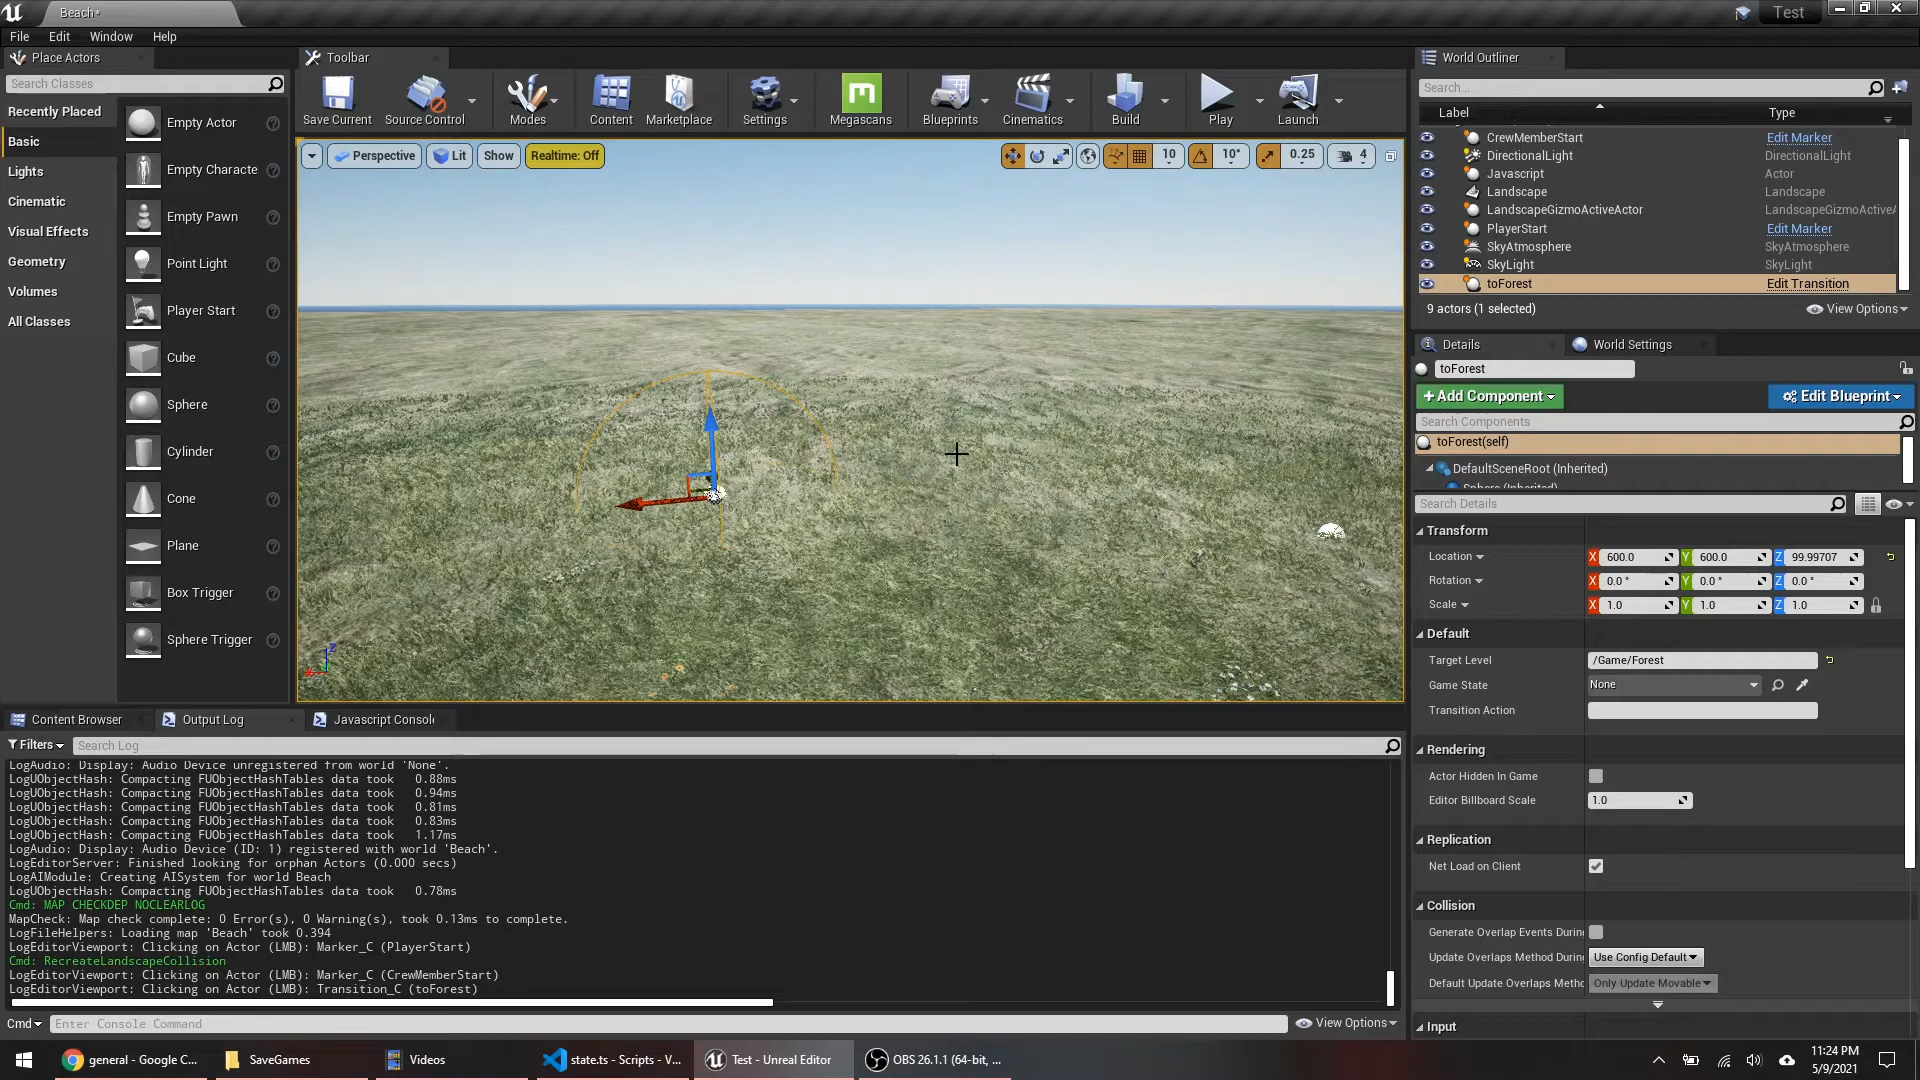 Beach*
Test
File
Edit
Window
Help
Place Actors
Search Classes
Recently Placed
Basic
Lights
Cinematic
Visual Effects
Geometry
Volumes
All Classes
Empty Actor
Empty Characte
Empty Pawn
Point Light
Player Start
Cube
Sphere
Cylinder
Cone
Plane
Box Trigger
Sphere Trigger
Toolbar
Save Current
Source Control
Modes
Content
Marketplace
Settings
Megascans
Blueprints
Cinematics
Build
Play
Launch
Perspective
Lit
Show
Realtime: Off
10
10°
0.25
4
World Outliner
Search...
Label
Type
CrewMemberStart Edit Marker
DirectionalLight DirectionalLight
Javascript Actor
Landscape Landscape
LandscapeGizmoActiveActor LandscapeGizmoActiveA
PlayerStart Edit Marker
SkyAtmosphere SkyAtmosphere
SkyLight SkyLight
toForest Edit Transition
9 actors (1 selected)
View Options
Details
World Settings
toForest
+Add Component
Edit Blueprint
Search Components
toForest(self)
DefaultSceneRoot (Inherited)
Sphere (Inherited)
Search Details
Transform
Location X 600.0 Y 600.0 Z 99.99707
Rotation X 0.0 ° Y 0.0 ° Z 0.0 °
Scale X 1.0 Y 1.0 Z 1.0
Default
Target Level /Game/Forest
Game State None
Transition Action
Rendering
Actor Hidden In Game
Editor Billboard Scale 1.0
Replication
Net Load on Client
Collision
Generate Overlap Events Durin
Update Overlaps Method Durin Use Config Default
Default Update Overlaps Metho Only Update Movable
Input
Content Browser
Output Log
Javascript Consol
Filters
Search Log
LogAudio: Display: Audio Device unregistered from world 'None'.
LogUObjectHash: Compacting FUObjectHashTables data took 0.88ms
LogUObjectHash: Compacting FUObjectHashTables data took 0.94ms
LogUObjectHash: Compacting FUObjectHashTables data took 0.81ms
LogUObjectHash: Compacting FUObjectHashTables data took 0.83ms
LogUObjectHash: Compacting FUObjectHashTables data took 1.17ms
LogAudio: Display: Audio Device (ID: 1) registered with world 'Beach'.
LogEditorServer: Finished looking for orphan Actors (0.000 secs)
LogAIModule: Creating AISystem for world Beach
LogUObjectHash: Compacting FUObjectHashTables data took 0.78ms
Cmd: MAP CHECKDEP NOCLEARLOG
MapCheck: Map check complete: 0 Error(s), 0 Warning(s), took 0.13ms to complete.
LogFileHelpers: Loading map 'Beach' took 0.394
LogEditorViewport: Clicking on Actor (LMB): Marker_C (PlayerStart)
Cmd: RecreateLandscapeCollision
LogEditorViewport: Clicking on Actor (LMB): Marker_C (CrewMemberStart)
LogEditorViewport: Clicking on Actor (LMB): Transition_C (toForest)
Cmd
Enter Console Command
View Options
general - Google C...
SaveGames
Videos
state.ts - Scripts - V...
Test - Unreal Editor
OBS 26.1.1 (64-bit, ...
11:24 PM
5/9/2021